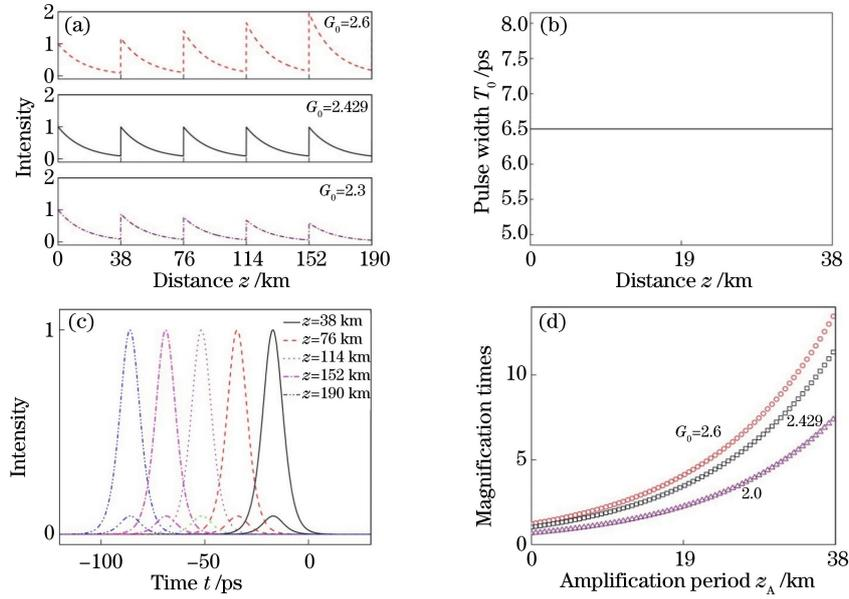 (a)
G₀=2.6
2
1
0
G₀=2.429
2
1
0
G₀=2.3
2
1
0
Intensity
0 38 76 114 152 190
Distance z /km
(b)
8.0
7.5
7.0
6.5
6.0
5.5
5.0
Pulse width T₀ /ps
0 19 38
Distance z /km
(c)
z=38 km
z=76 km
z=114 km
z=152 km
z=190 km
1
0
Intensity
−100 −50 0
Time t /ps
(d)
10
5
0
Magnification times
G₀=2.6
2.429
2.0
0 19 38
Amplification period z_A /km